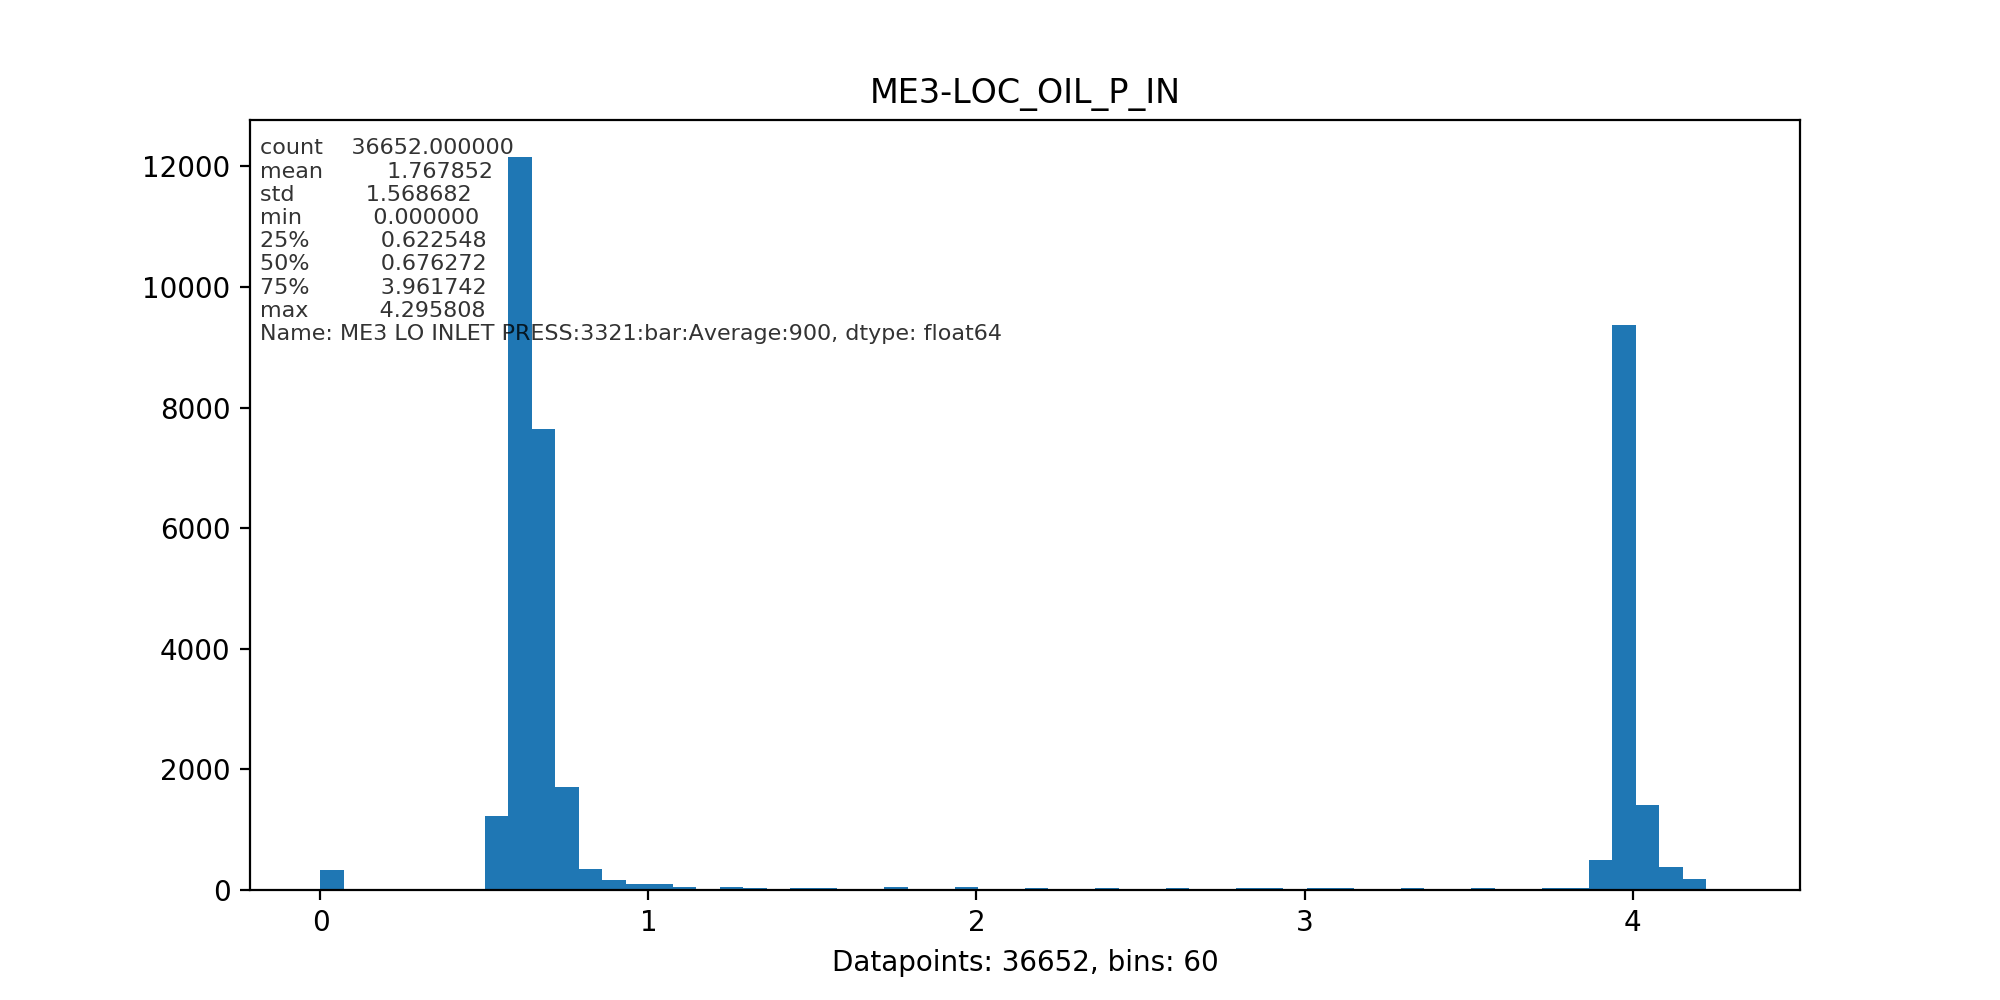 ME3-LOC_OIL_P_IN
count 36652.000000
mean 1.767852
std 1.568682
min 0.000000
25% 0.622548
50% 0.676272
75% 3.961742
max 4.295808
Name: ME3 LO INLET PRESS:3321:bar:Average:900, dtype: float64
12000
10000
8000
6000
4000
2000
0
0 1 2 3 4
Datapoints: 36652, bins: 60